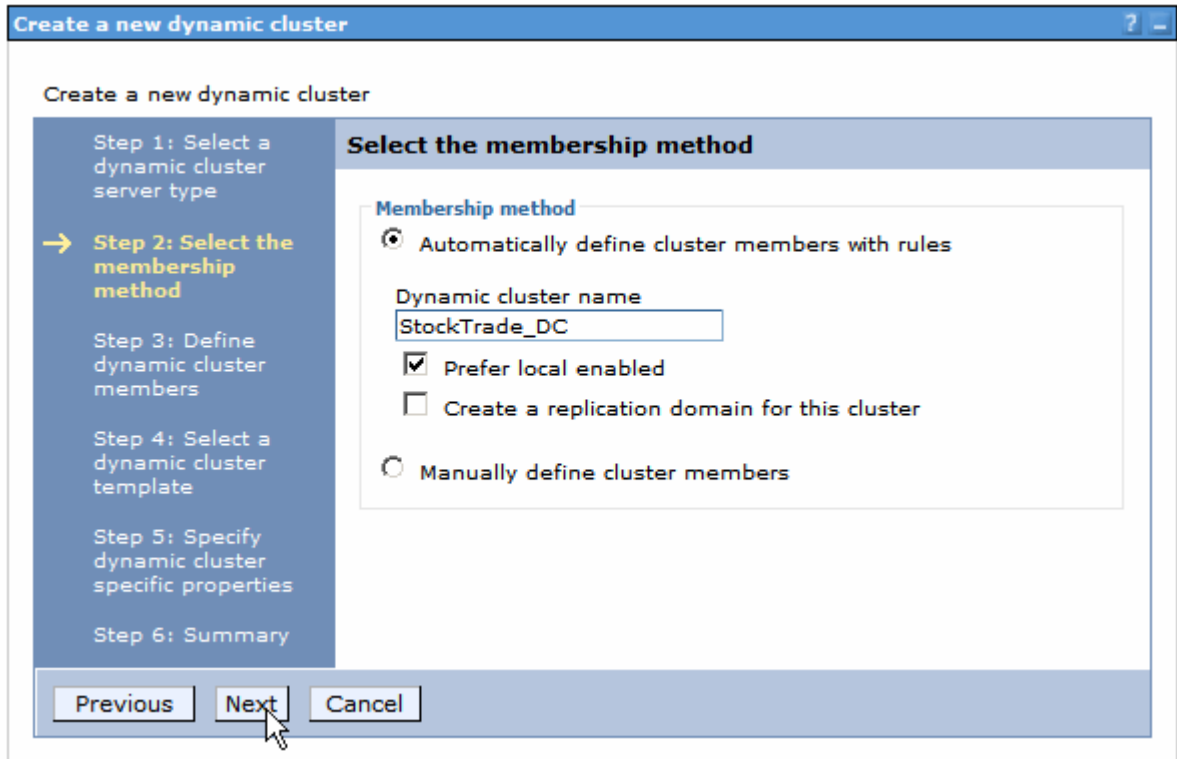 Create a new dynamic cluster
?
Create a new dynamic cluster
Step 1: Select a
dynamic cluster
server type
Step 2: Select the
membership
method
Step 3: Define
dynamic cluster
members
Step 4: Select a
dynamic cluster
template
Step 5: Specify
dynamic cluster
specific properties
Step 6: Summary
Select the membership method
Membership method
Automatically define cluster members with rules
Dynamic cluster name
StockTrade_DC
Prefer local enabled
Create a replication domain for this cluster
Manually define cluster members
Previous Next Cancel